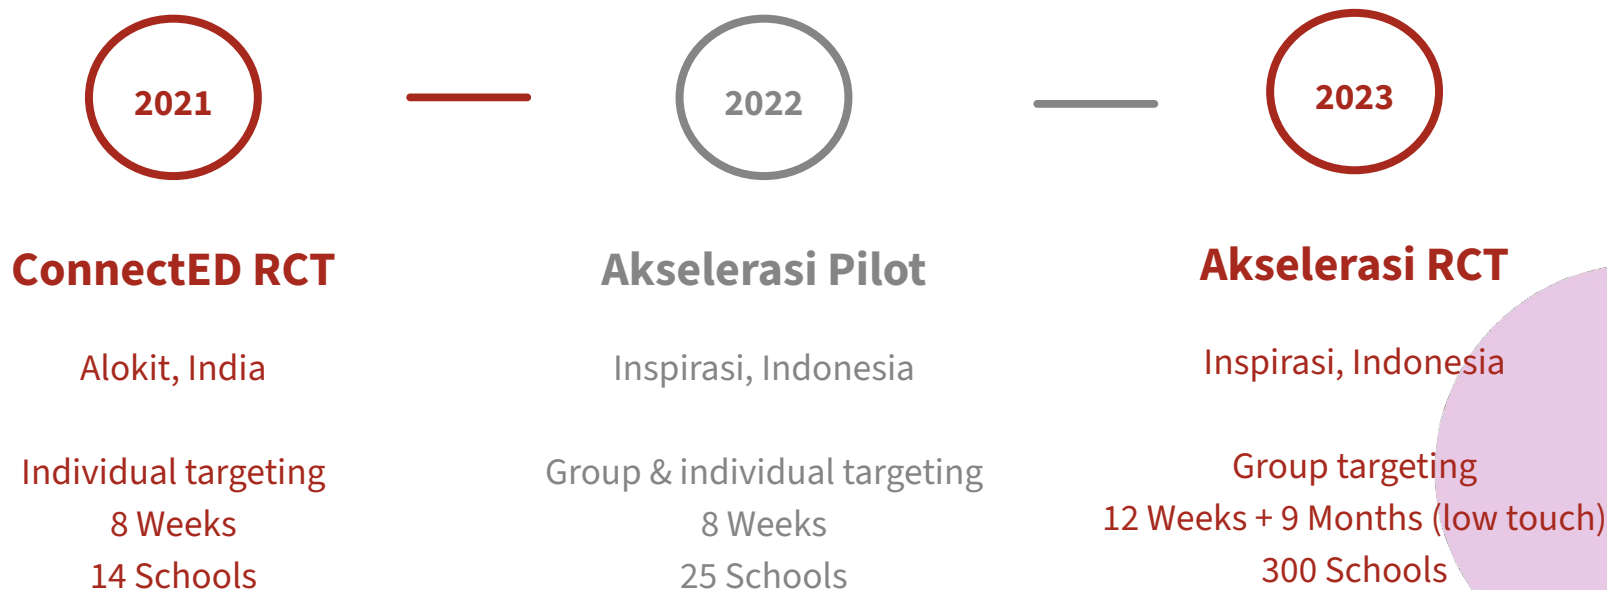 2021
ConnectED RCT
Alokit, India
Individual targeting
8 Weeks
14 Schools
2022
Akselerasi Pilot
Inspirasi, Indonesia
Group & individual targeting
8 Weeks
25 Schools
2023
Akselerasi RCT
Inspirasi, Indonesia
Group targeting
12 Weeks + 9 Months (low touch)
300 Schools